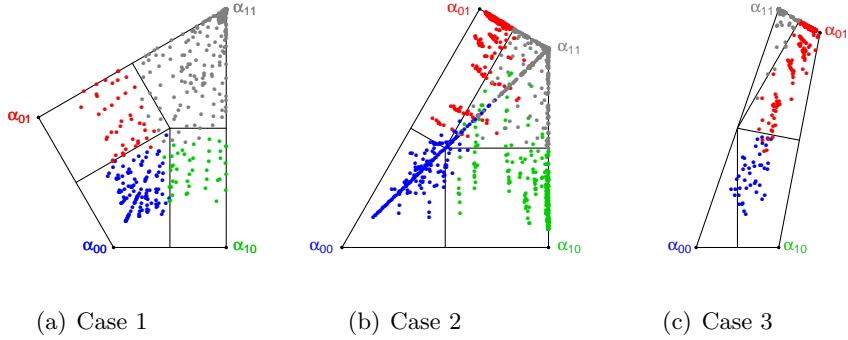 α₁₁
α₀₁
α₀₀
α₁₀
α₀₁
α₁₁
α₀₀
α₁₀
α₁₁
α₀₁
α₀₀
α₁₀
(a) Case 1
(b) Case 2
(c) Case 3